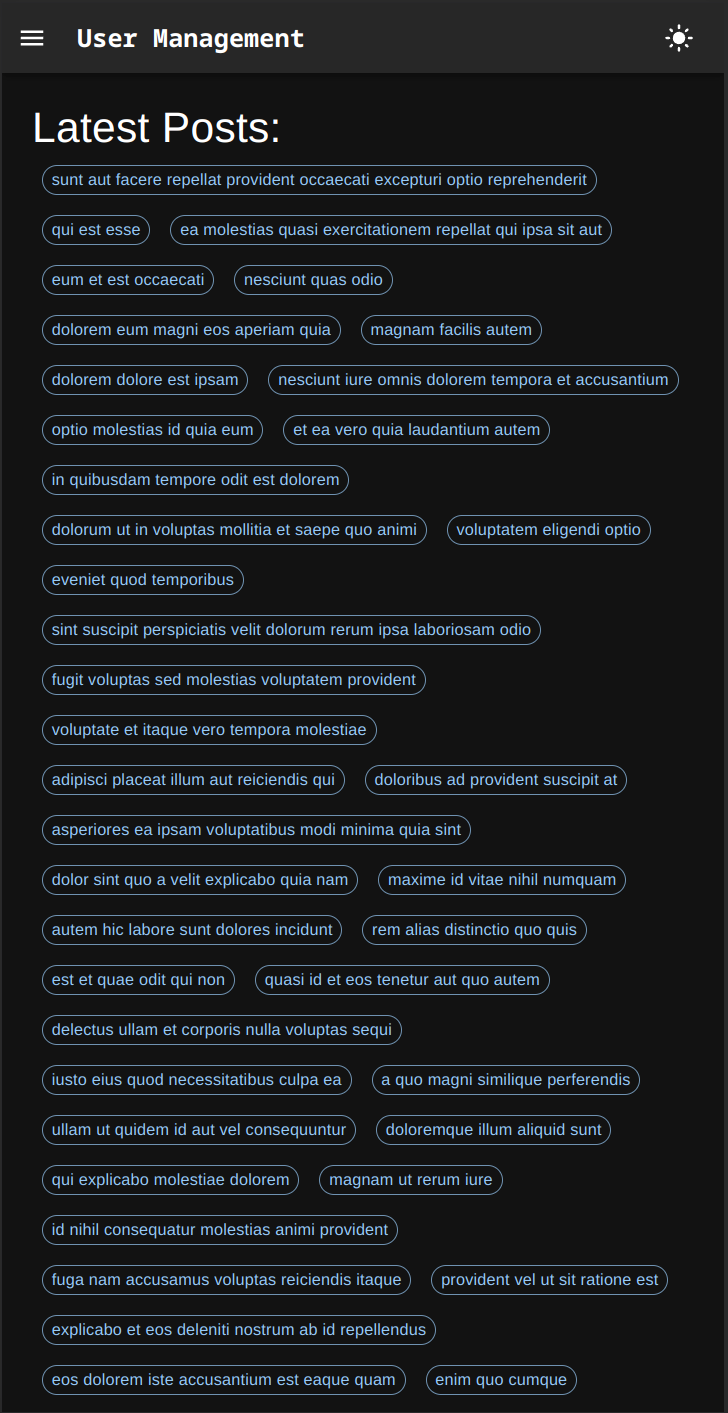 User Management
Latest Posts:
sunt aut facere repellat provident occaecati excepturi optio reprehenderit
qui est esse
ea molestias quasi exercitationem repellat qui ipsa sit aut
eum et est occaecati
nesciunt quas odio
dolorem eum magni eos aperiam quia
magnam facilis autem
dolorem dolore est ipsam
nesciunt iure omnis dolorem tempora et accusantium
optio molestias id quia eum
et ea vero quia laudantium autem
in quibusdam tempore odit est dolorem
dolorum ut in voluptas mollitia et saepe quo animi
voluptatem eligendi optio
eveniet quod temporibus
sint suscipit perspiciatis velit dolorum rerum ipsa laboriosam odio
fugit voluptas sed molestias voluptatem provident
voluptate et itaque vero tempora molestiae
adipisci placeat illum aut reiciendis qui
doloribus ad provident suscipit at
asperiores ea ipsam voluptatibus modi minima quia sint
dolor sint quo a velit explicabo quia nam
maxime id vitae nihil numquam
autem hic labore sunt dolores incidunt
rem alias distinctio quo quis
est et quae odit qui non
quasi id et eos tenetur aut quo autem
delectus ullam et corporis nulla voluptas sequi
iusto eius quod necessitatibus culpa ea
a quo magni similique perferendis
ullam ut quidem id aut vel consequuntur
doloremque illum aliquid sunt
qui explicabo molestiae dolorem
magnam ut rerum iure
id nihil consequatur molestias animi provident
fuga nam accusamus voluptas reiciendis itaque
provident vel ut sit ratione est
explicabo et eos deleniti nostrum ab id repellendus
eos dolorem iste accusantium est eaque quam
enim quo cumque